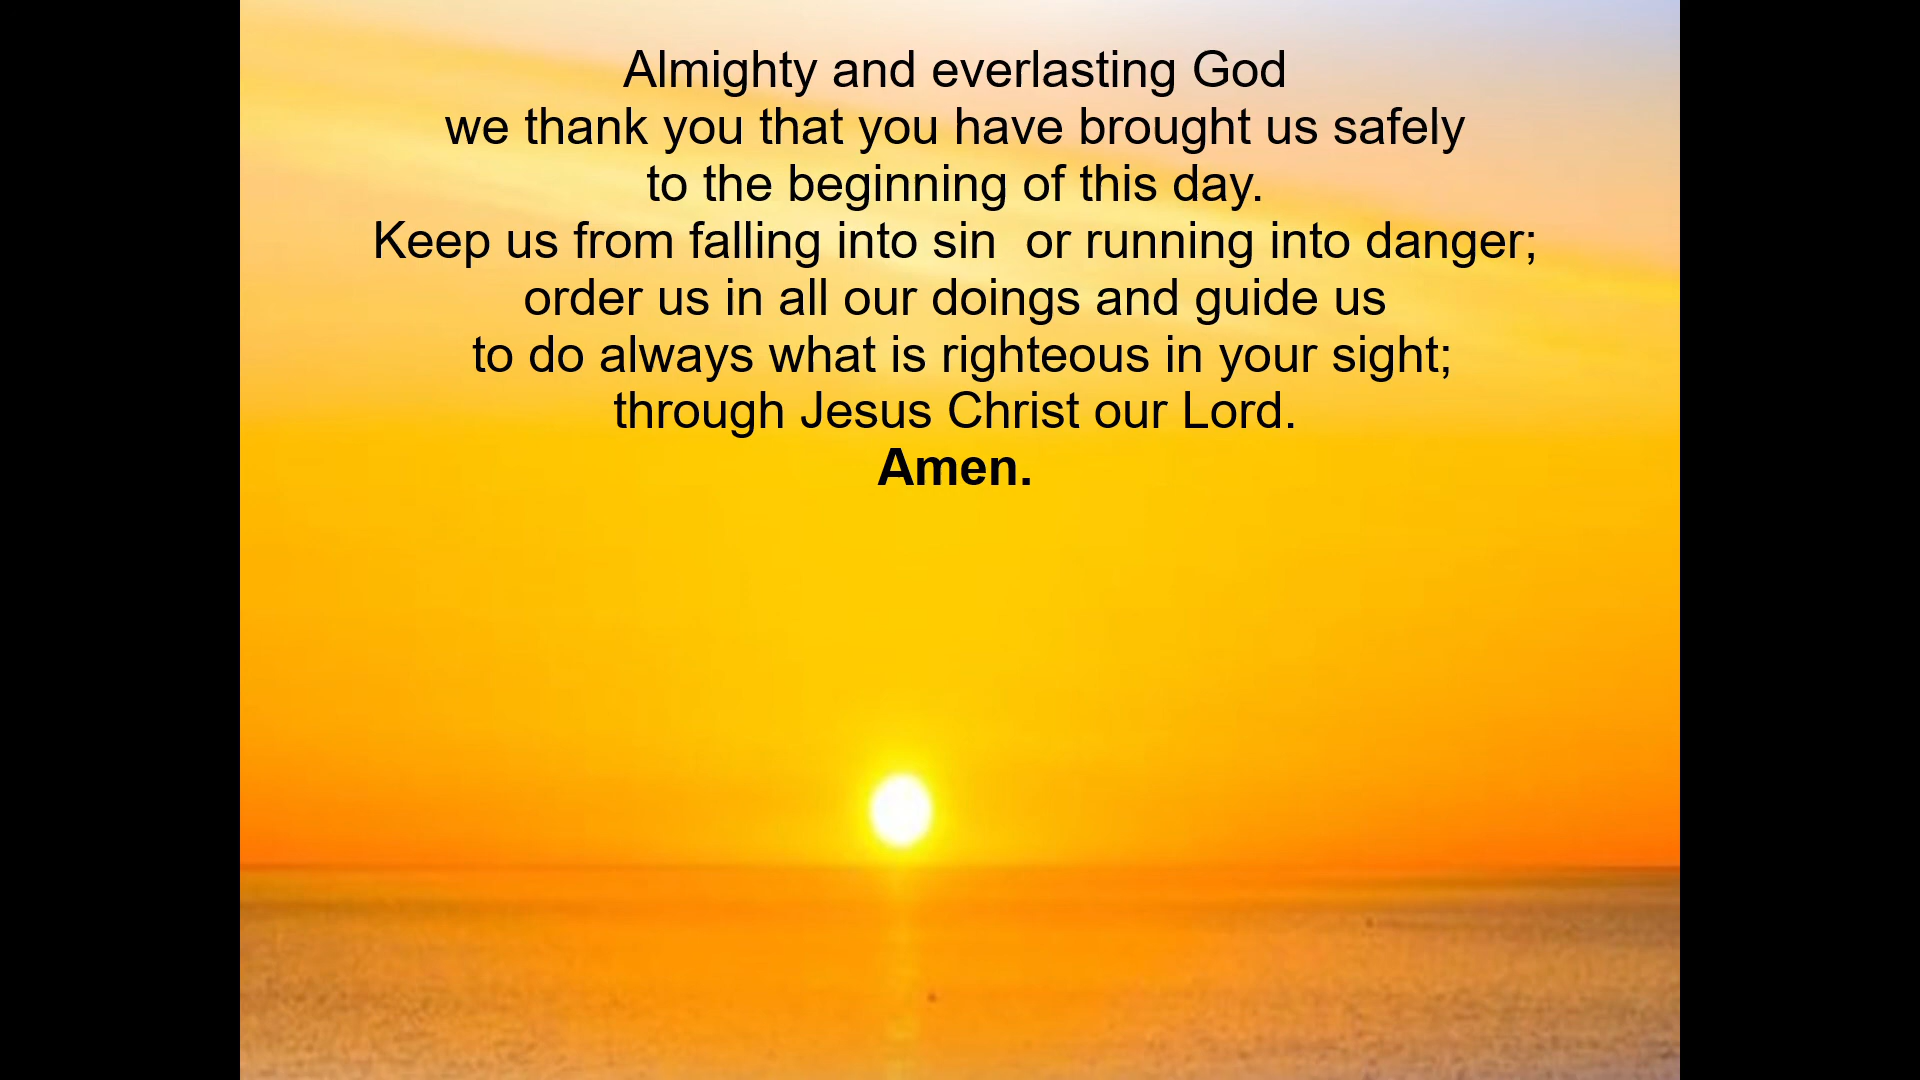 Almighty and everlasting God
we thank you that you have brought us safely
to the beginning of this day.
Keep us from falling into sin  or running into danger;
order us in all our doings and guide us
to do always what is righteous in your sight;
through Jesus Christ our Lord.
Amen.